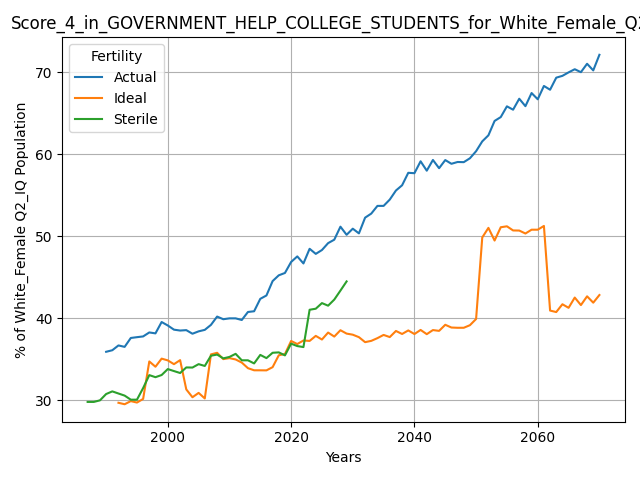 Score_4_in_GOVERNMENT_HELP_COLLEGE_STUDENTS_for_White_Female_Q2
Fertility
Actual
Ideal
Sterile
% of White_Female Q2_IQ Population
70
60
50
40
30
2000
2020
2040
2060
Years